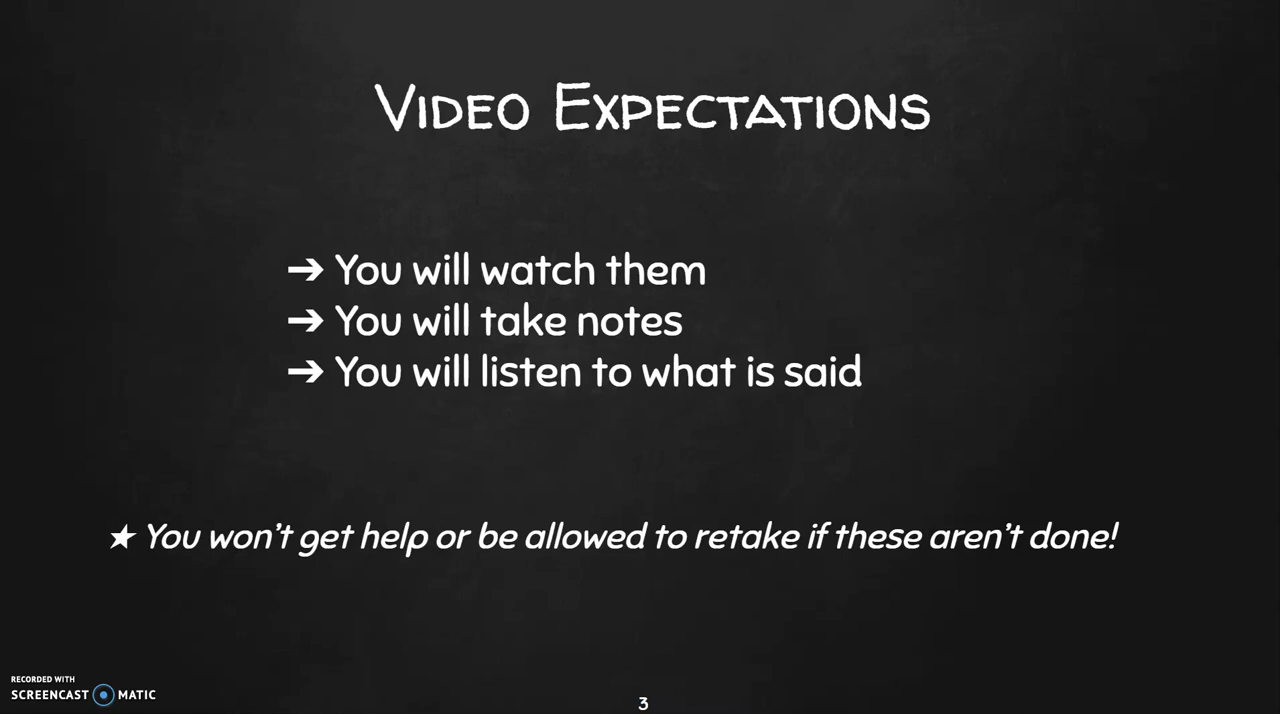 Video Expectations
➔ You will watch them
➔ You will take notes
➔ You will listen to what is said
★ You won't get help or be allowed to retake if these aren't done!
RECORDED WITH
SCREENCAST MATIC
3